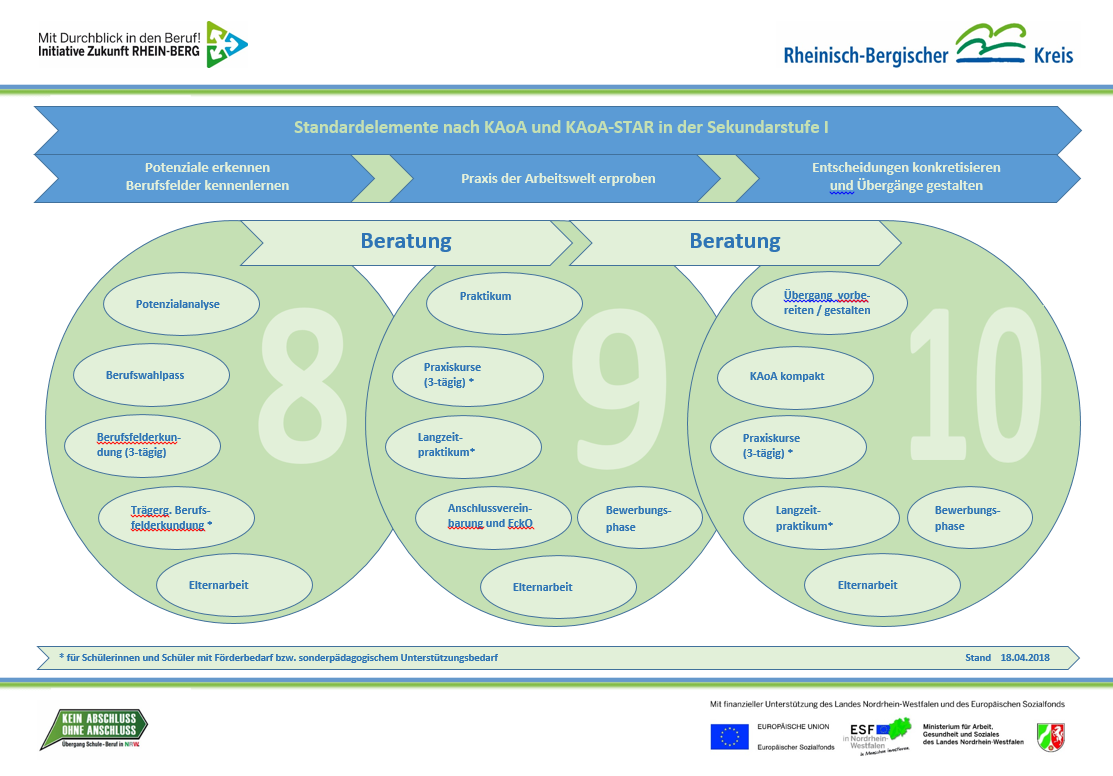 Mit Durchblick in den Beruf!
Initiative Zukunft RHEIN-BERG
Rheinisch-Bergischer Kreis
Standardelemente nach KAoA und KAoA-STAR in der Sekundarstufe I
Potenziale erkennen
Berufsfelder kennenlernen
Praxis der Arbeitswelt erproben
Entscheidungen konkretisieren
und Übergänge gestalten
Beratung
Beratung
8
Potenzialanalyse
Berufswahlpass
Berufsfelderkun-
dung (3-tägig)
Trägerg. Berufs-
felderkundung *
Elternarbeit
9
Praktikum
Praxiskurse
(3-tägig) *
Langzeit-
praktikum*
Anschlussverein-
barung und EckO
Bewerbungs-
phase
Elternarbeit
10
Übergang vorbe-
reiten / gestalten
KAoA kompakt
Praxiskurse
(3-tägig) *
Langzeit-
praktikum*
Bewerbungs-
phase
Elternarbeit
* für Schülerinnen und Schüler mit Förderbedarf bzw. sonderpädagogischem Unterstützungsbedarf
Stand 18.04.2018
KEIN ABSCHLUSS
OHNE ANSCHLUSS
Übergang Schule - Beruf in NRW
Mit finanzieller Unterstützung des Landes Nordrhein-Westfalen und des Europäischen Sozialfonds
EUROPÄISCHE UNION
Europäischer Sozialfonds
ESF
in Nordrhein-
Westfalen
in Menschen investieren.
Ministerium für Arbeit,
Gesundheit und Soziales
des Landes Nordrhein-Westfalen